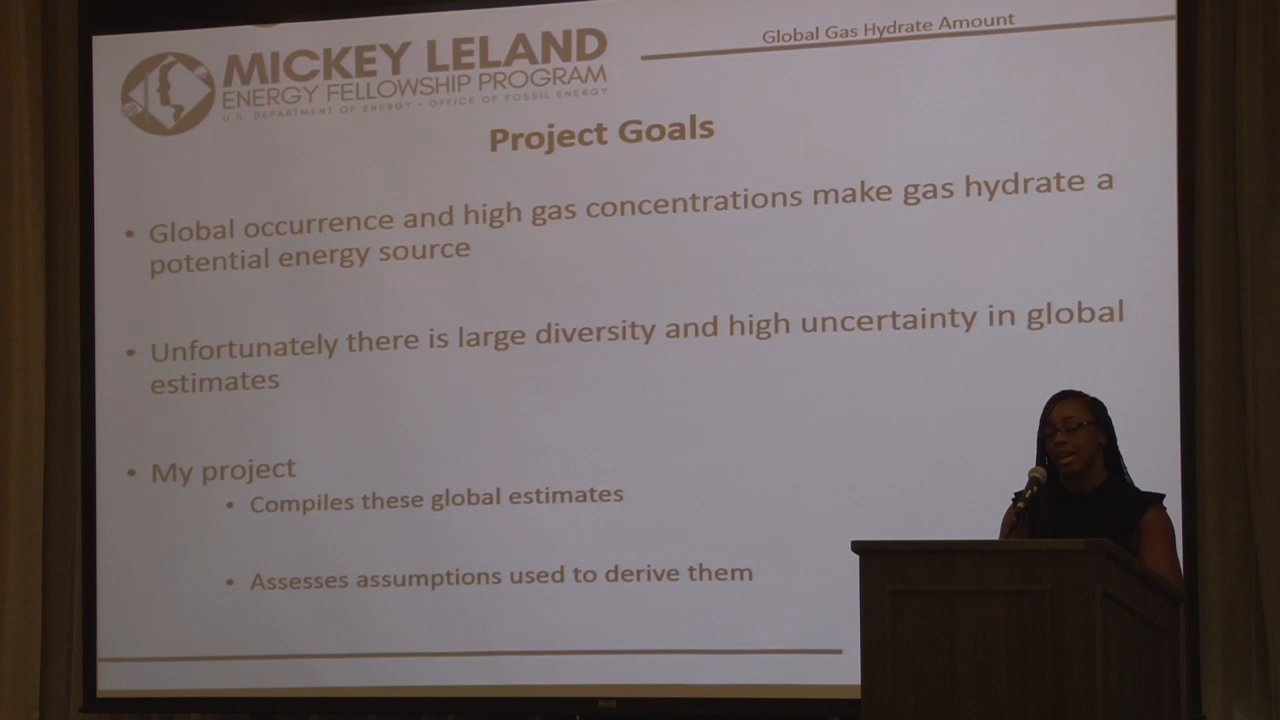 Global Gas Hydrate Amount
MICKEY LELAND
ENERGY FELLOWSHIP PROGRAM
U.S. DEPARTMENT OF ENERGY • OFFICE OF FOSSIL ENERGY
Project Goals
• Global occurrence and high gas concentrations make gas hydrate a
potential energy source
• Unfortunately there is large diversity and high uncertainty in global
estimates
• My project
• Compiles these global estimates
• Assesses assumptions used to derive them